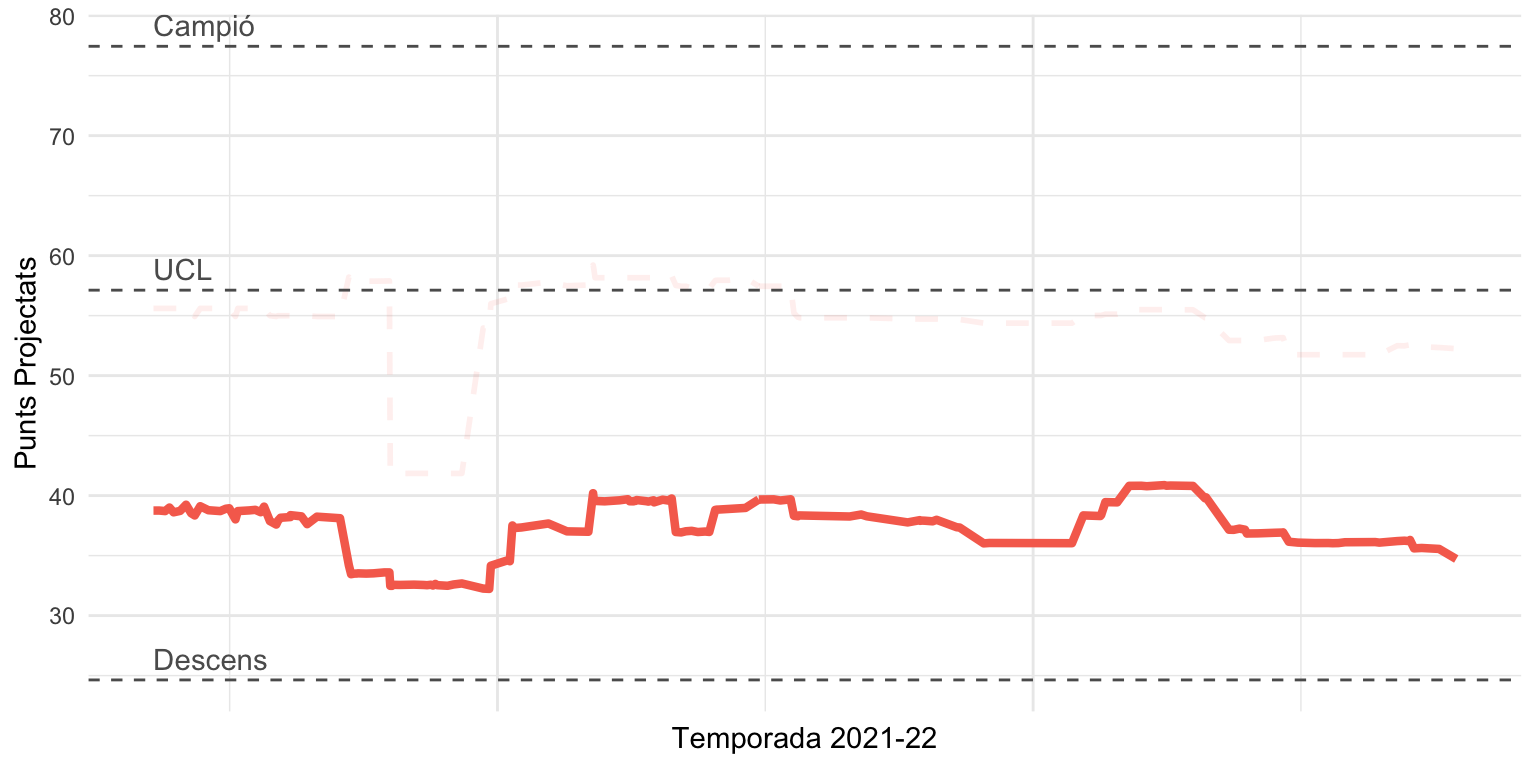 80
Campió
70
60
UCL
50
40
30
Descens
Punts Projectats
Temporada 2021-22